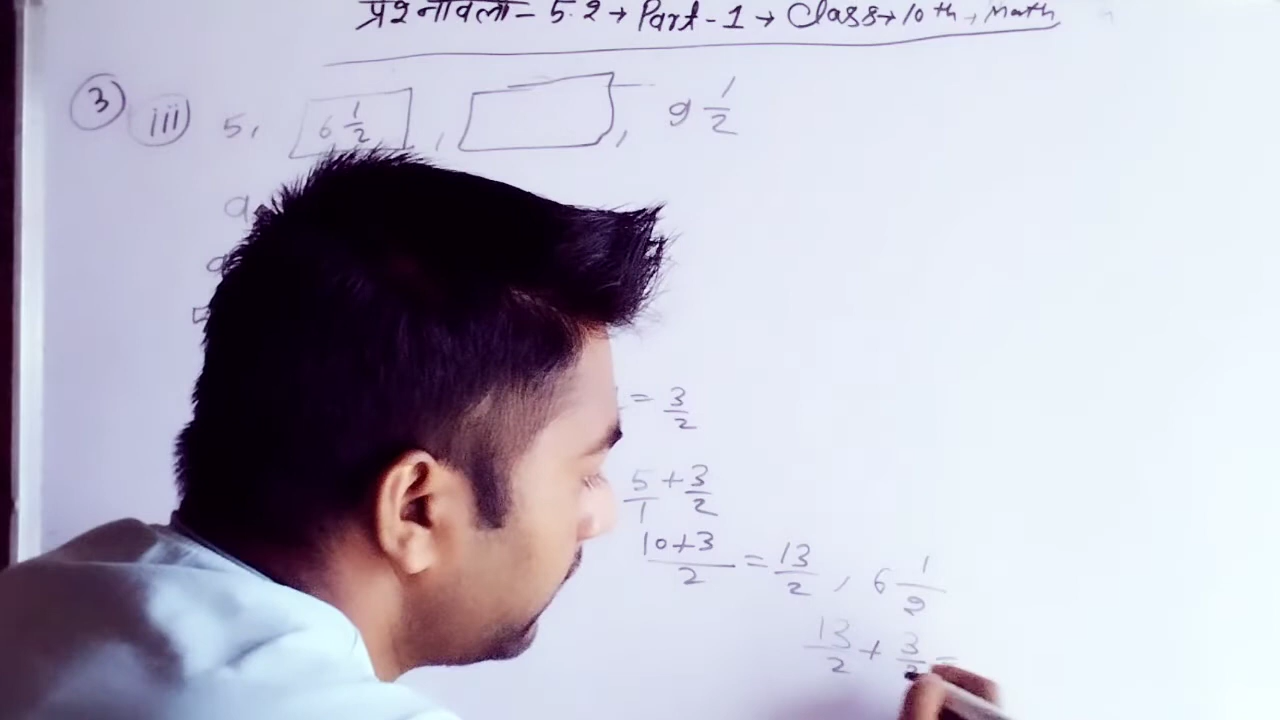 प्रश्नावली- 5.2 → Part-1 → Class→10th, Math
3 iii) 5, 6 1/2, , 9 1/2
a
= 3/2
5/1 + 3/2
10+3/2 = 13/2, 6 1/2
13/2 + 3/2 =